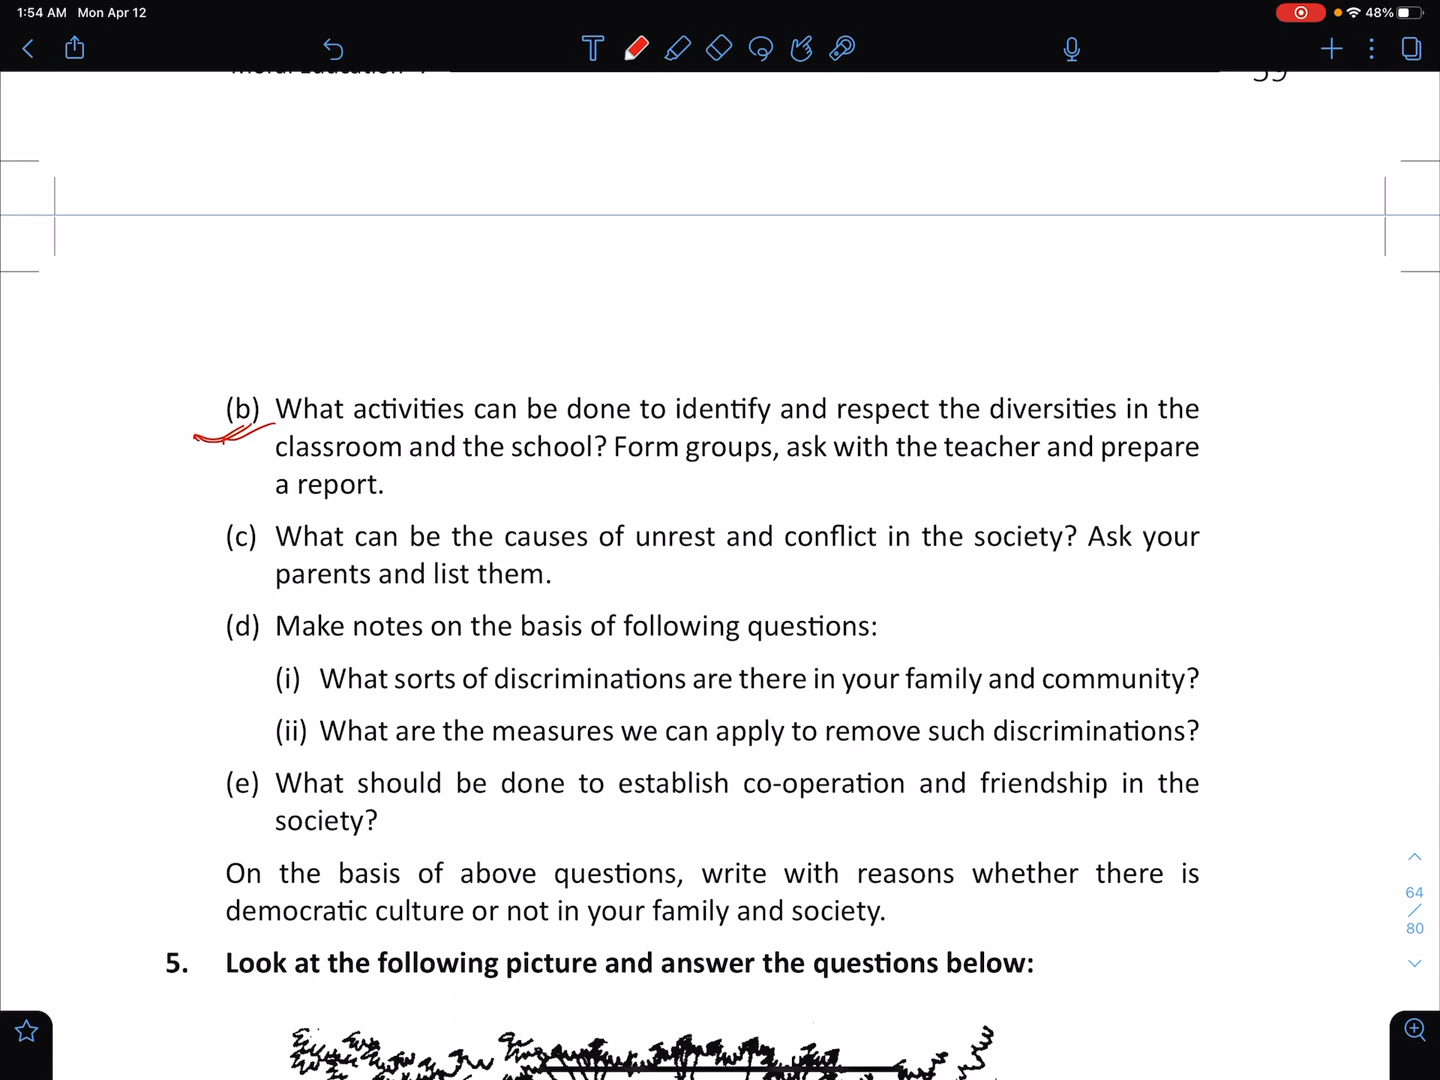 1:54 AM Mon Apr 12
48%
(b) What activities can be done to identify and respect the diversities in the
classroom and the school? Form groups, ask with the teacher and prepare
a report.
(c) What can be the causes of unrest and conflict in the society? Ask your
parents and list them.
(d) Make notes on the basis of following questions:
(i) What sorts of discriminations are there in your family and community?
(ii) What are the measures we can apply to remove such discriminations?
(e) What should be done to establish co-operation and friendship in the
society?
On the basis of above questions, write with reasons whether there is
democratic culture or not in your family and society.
64
/
80
5. Look at the following picture and answer the questions below: